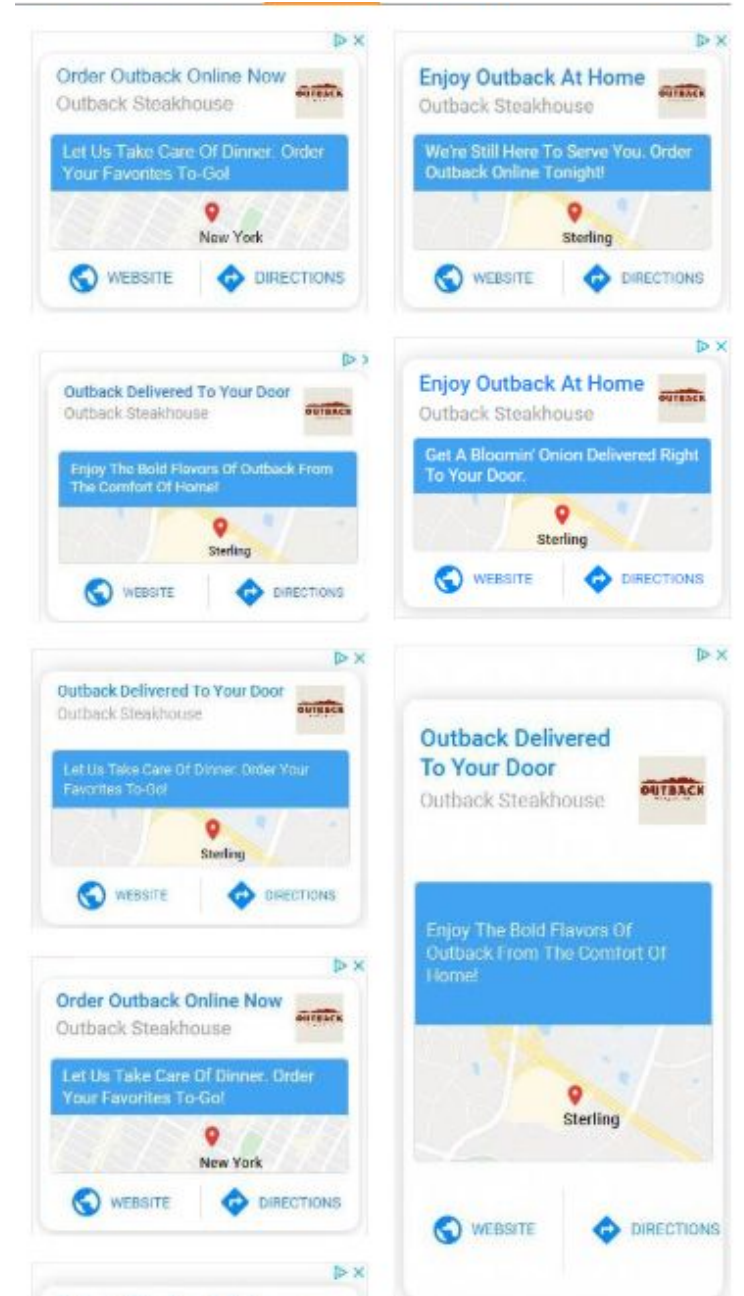 Order Outback Online Now
Outback Steakhouse
OUTBACK
Let Us Take Care Of Dinner. Order
Your Favorites To-Go!
New York
WEBSITE
DIRECTIONS
Enjoy Outback At Home
Outback Steakhouse
OUTBACK
We're Still Here To Serve You. Order
Outback Online Tonight!
Sterling
WEBSITE
DIRECTIONS
Outback Delivered To Your Door
Outback Steakhouse
OUTBACK
Enjoy The Bold Flavors Of Outback From
The Comfort Of Home!
Sterling
WEBSITE
DIRECTIONS
Enjoy Outback At Home
Outback Steakhouse
OUTBACK
Get A Bloomin' Onion Delivered Right
To Your Door.
Sterling
WEBSITE
DIRECTIONS
Outback Delivered To Your Door
Outback Steakhouse
OUTBACK
Let Us Take Care Of Dinner. Order Your
Favorites To-Go!
Sterling
WEBSITE
DIRECTIONS
Outback Delivered
To Your Door
Outback Steakhouse
OUTBACK
Enjoy The Bold Flavors Of
Outback From The Comfort Of
Home!
Sterling
WEBSITE
DIRECTIONS
Order Outback Online Now
Outback Steakhouse
OUTBACK
Let Us Take Care Of Dinner. Order
Your Favorites To-Go!
New York
WEBSITE
DIRECTIONS